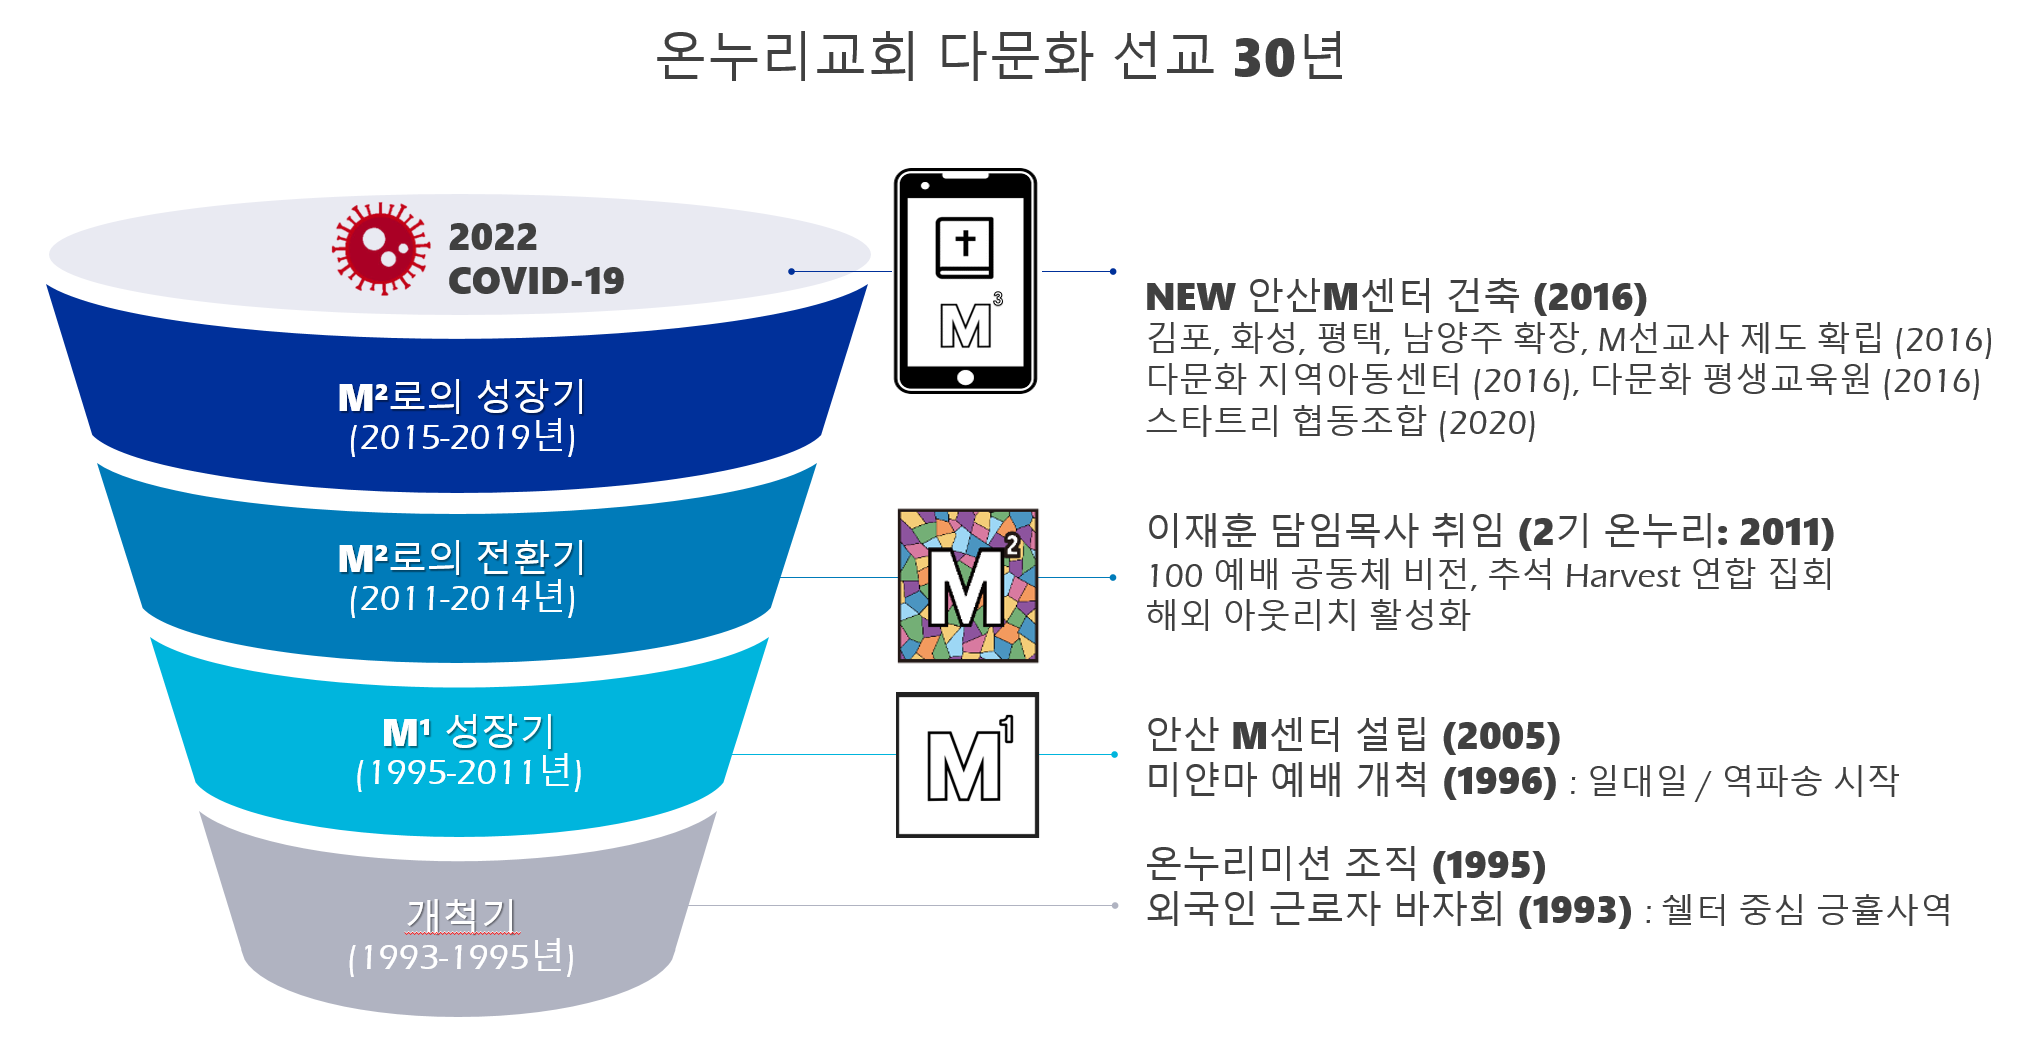 온누리교회 다문화 선교 30년
2022
COVID-19
M²로의 성장기
(2015-2019년)
M²로의 전환기
(2011-2014년)
M¹ 성장기
(1995-2011년)
개척기
(1993-1995년)
M³
M²
M¹
NEW 안산M센터 건축 (2016)
김포, 화성, 평택, 남양주 확장, M선교사 제도 확립 (2016)
다문화 지역아동센터 (2016), 다문화 평생교육원 (2016)
스타트리 협동조합 (2020)
이재훈 담임목사 취임 (2기 온누리: 2011)
100 예배 공동체 비전, 추석 Harvest 연합 집회
해외 아웃리치 활성화
안산 M센터 설립 (2005)
미얀마 예배 개척 (1996) : 일대일 / 역파송 시작
온누리미션 조직 (1995)
외국인 근로자 바자회 (1993) : 쉘터 중심 긍휼사역